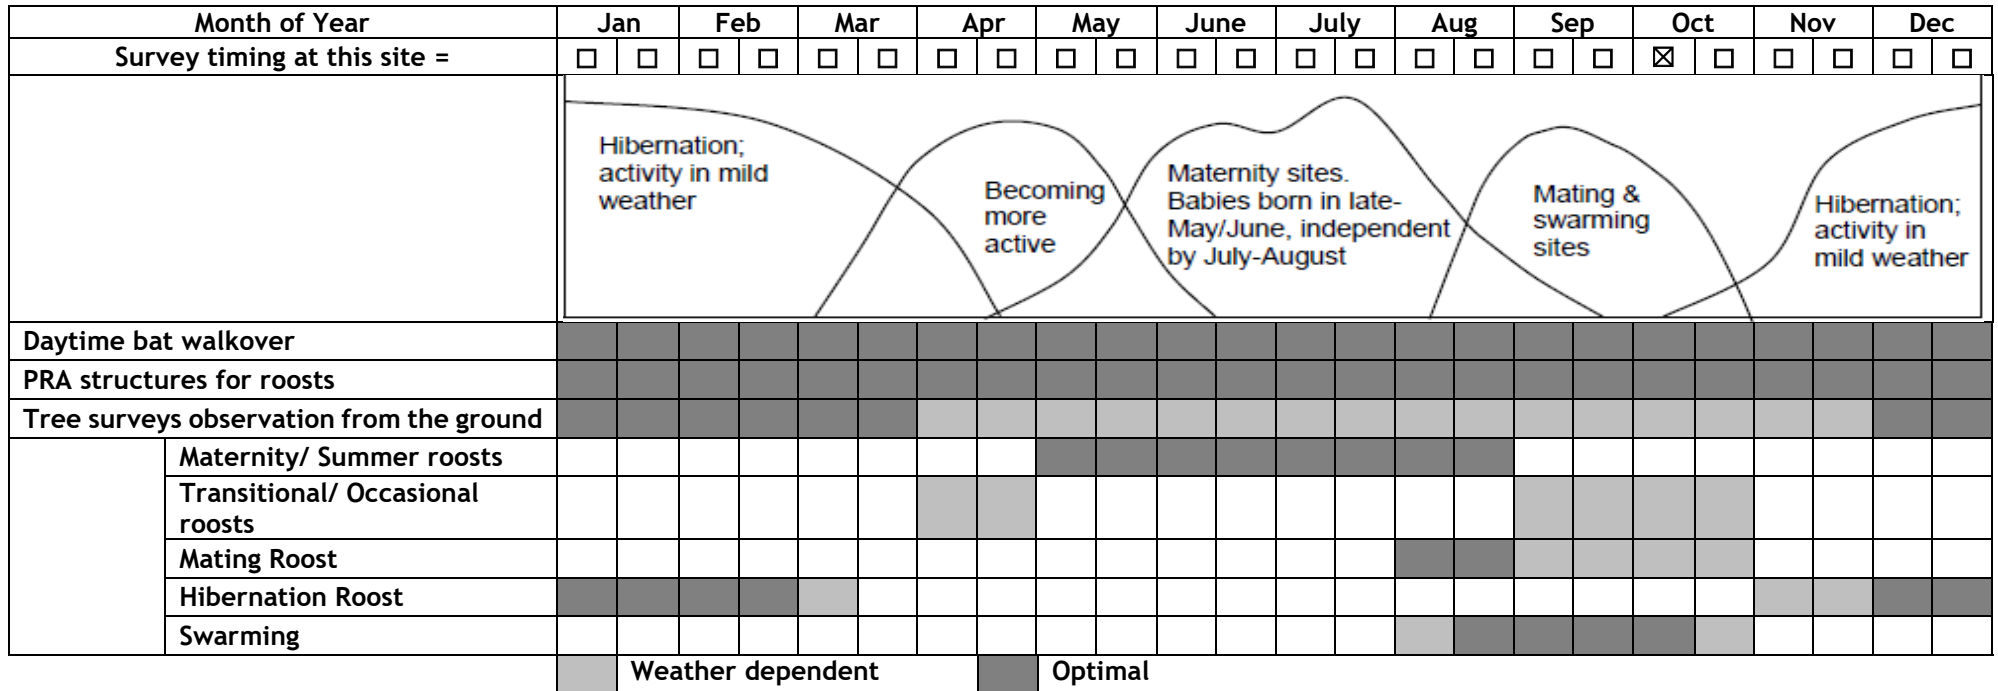 Month of Year Jan Feb Mar Apr May June July Aug Sep Oct Nov Dec
Survey timing at this site = ☐ ☐ ☐ ☐ ☐ ☐ ☐ ☐ ☐ ☐ ☐ ☐ ☐ ☐ ☐ ☐ ☐ ☐ ☒ ☐ ☐ ☐ ☐ ☐
Hibernation;
activity in mild
weather
Becoming
more
active
Maternity sites.
Babies born in late-
May/June, independent
by July-August
Mating &
swarming
sites
Hibernation;
activity in
mild weather
Daytime bat walkover
PRA structures for roosts
Tree surveys observation from the ground
Maternity/ Summer roosts
Transitional/ Occasional
roosts
Mating Roost
Hibernation Roost
Swarming
Weather dependent Optimal